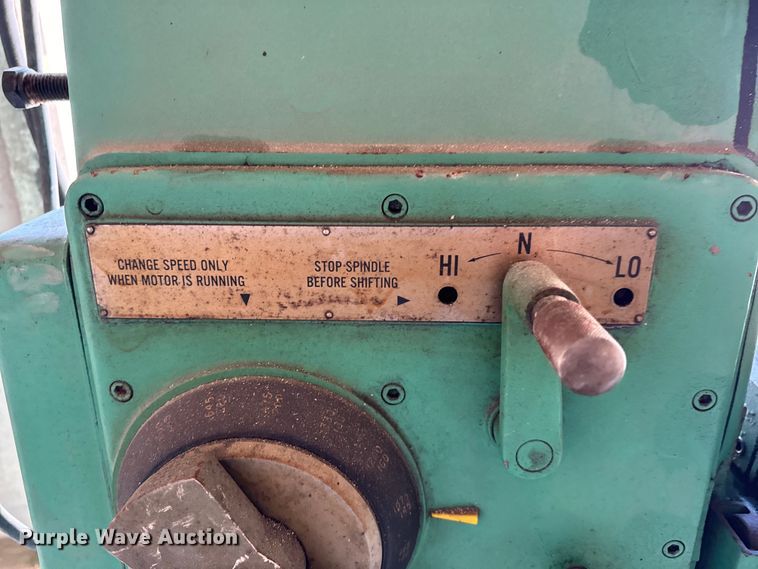 N
CHANGE SPEED ONLY
WHEN MOTOR IS RUNNING
STOP SPINDLE
BEFORE SHIFTING
HI
LO
Purple Wave Auction